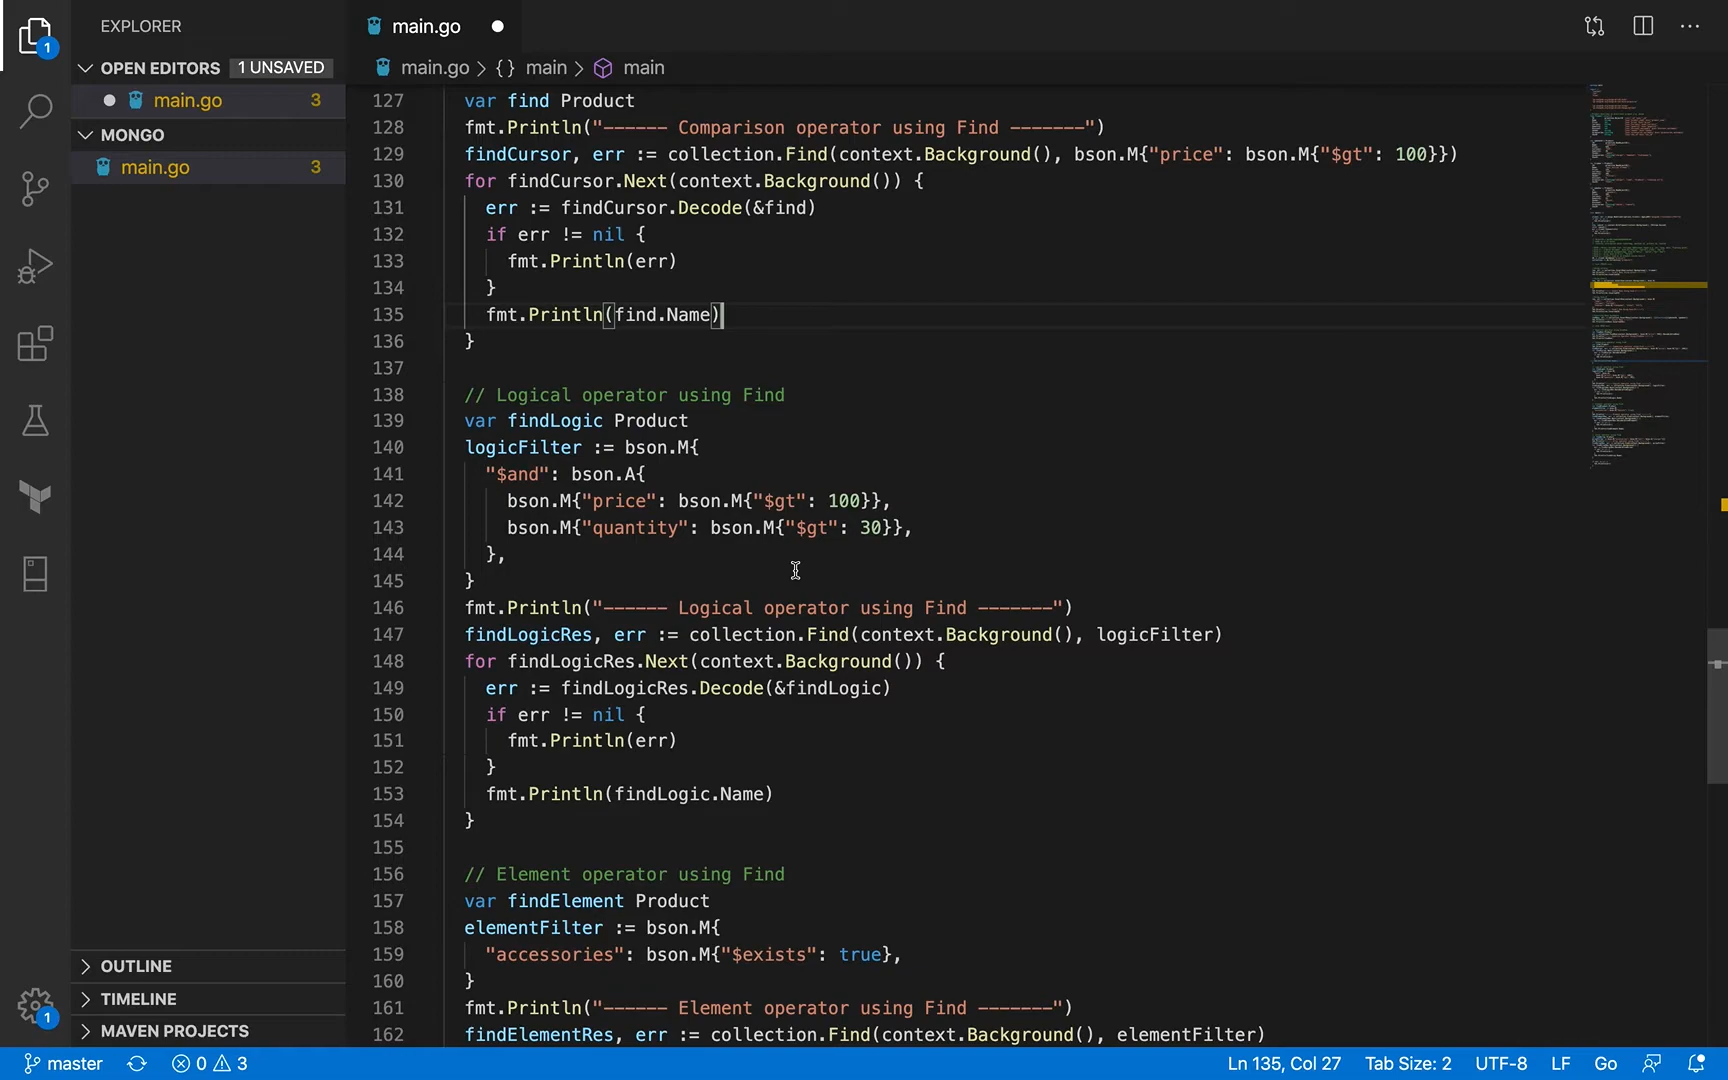 EXPLORER
OPEN EDITORS 1 UNSAVED
main.go 3
MONGO
main.go 3
OUTLINE
TIMELINE
MAVEN PROJECTS
1
1
main.go
main.go > {} main > main
127 var find Product
128 fmt.Println("------ Comparison operator using Find -------")
129 findCursor, err := collection.Find(context.Background(), bson.M{"price": bson.M{"$gt": 100}})
130 for findCursor.Next(context.Background()) {
131 err := findCursor.Decode(&find)
132 if err != nil {
133 fmt.Println(err)
134 }
135 fmt.Println(find.Name)
136 }
137
138 // Logical operator using Find
139 var findLogic Product
140 logicFilter := bson.M{
141 "$and": bson.A{
142 bson.M{"price": bson.M{"$gt": 100}},
143 bson.M{"quantity": bson.M{"$gt": 30}},
144 },
145 }
146 fmt.Println("------ Logical operator using Find -------")
147 findLogicRes, err := collection.Find(context.Background(), logicFilter)
148 for findLogicRes.Next(context.Background()) {
149 err := findLogicRes.Decode(&findLogic)
150 if err != nil {
151 fmt.Println(err)
152 }
153 fmt.Println(findLogic.Name)
154 }
155
156 // Element operator using Find
157 var findElement Product
158 elementFilter := bson.M{
159 "accessories": bson.M{"$exists": true},
160 }
161 fmt.Println("------ Element operator using Find -------")
162 findElementRes, err := collection.Find(context.Background(), elementFilter)
master 0 3 Ln 135, Col 27 Tab Size: 2 UTF-8 LF Go